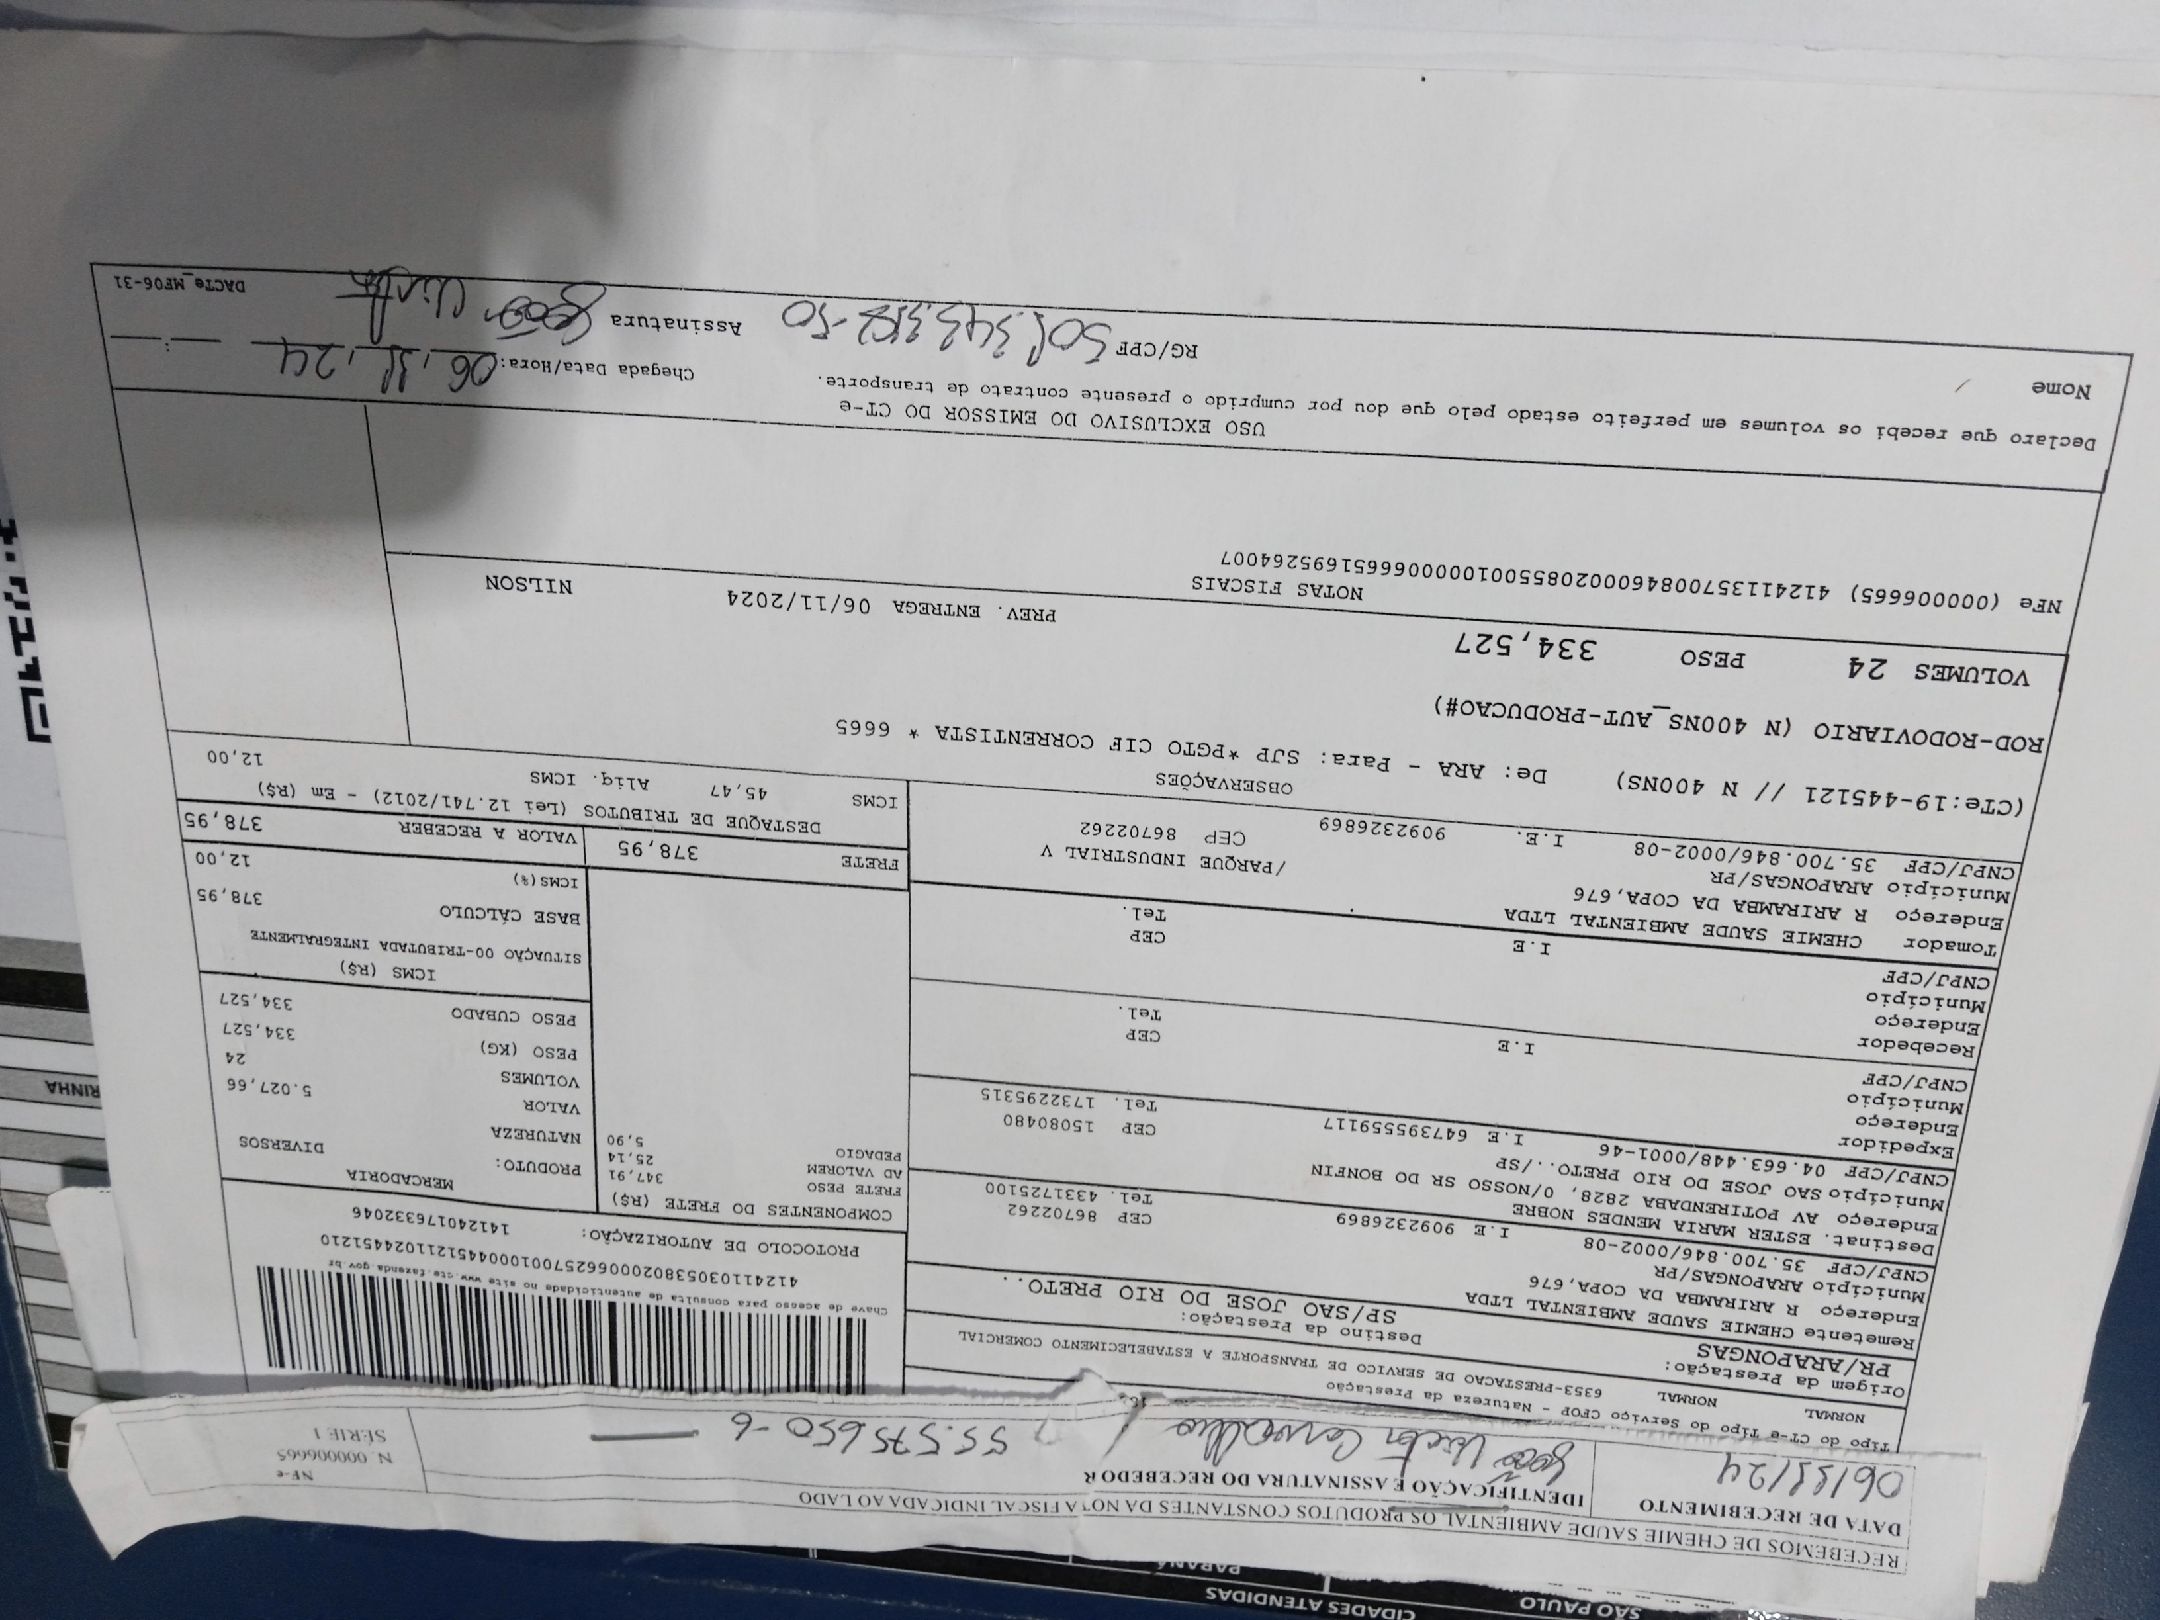 SAO PAULO
CIDADES ATENDIDAS
PARANÁ
RECEBEMOS DE CHEMIE SAUDE AMBIENTAL OS PRODUTOS CONSTANTES DA NOTA FISCAL INDICADA AO LADO
DATA DE RECEBIMENTO
06/11/24
IDENTIFICAÇÃO E ASSINATURA DO RECEBEDOR
João Victor Carvalho 55.575650-6
NF-e
N. 000006665
SÉRIE 1
Tipo do CT-e Tipo do Serviço CFOP - Natureza da Prestação
NORMAL NORMAL 6353-PRESTACAO DE SERVICO DE TRANSPORTE A ESTABELECIMENTO COMERCIAL
Origem da Prestação: Destino da Prestação:
PR/ARAPONGAS SP/SAO JOSE DO RIO PRETO..
Remetente CHEMIE SAUDE AMBIENTAL LTDA
Endereço R ARIRAMBA DA COPA,676
Município ARAPONGAS/PR CEP 86702262
CNPJ/CPF 35.700.846/0002-08 I.E 9092326869 Tel. 4331725100
Destinat. ESTER MARIA MENDES NOBRE
Endereço AV POTIRENDABA 2828, 0/NOSSO SR DO BONFIN
Município SAO JOSE DO RIO PRETO../SP CEP 15080480
CNPJ/CPF 04.663.448/0001-46 I.E 647395559117 Tel. 1732295315
Expedidor
Endereço
Município CEP
CNPJ/CPF I.E Tel.
Recebedor
Endereço
Município CEP
CNPJ/CPF I.E Tel.
Tomador CHEMIE SAUDE AMBIENTAL LTDA
Endereço R ARIRAMBA DA COPA,676 /PARQUE INDUSTRIAL V
Município ARAPONGAS/PR CEP 86702262
CNPJ/CPF 35.700.846/0002-08 I.E. 9092326869
Chave de acesso para consulta de autenticidade no site www.cte.fazenda.gov.br
PROTOCOLO DE AUTORIZAÇÃO: 141240176332046
COMPONENTES DO FRETE (R$)
FRETE PESO 347,91
AD VALOREM 25,14
PEDAGIO 5,90
MERCADORIA
PRODUTO: DIVERSOS
NATUREZA
VALOR 5.027,66
VOLUMES 24
PESO (KG) 334,527
PESO CUBADO 334,527
ICMS (R$)
SITUAÇÃO 00-TRIBUTADA INTEGRALMENTE
BASE CÁLCULO 378,95
ICMS(%) 12,00
FRETE 378,95
VALOR A RECEBER 378,95
DESTAQUE DE TRIBUTOS (Lei 12.741/2012) - Em (R$)
ICMS 45,47 Aliq. ICMS 12,00
OBSERVAÇÕES
(CTe:19-445121 // N 400NS) De: ARA - Para: SJP *PGTO CIF CORRENTISTA * 6665
ROD-RODOVIARIO (N 400NS_AUT-PRODUCAO#)
VOLUMES 24 PESO 334,527
PREV. ENTREGA 06/11/2024 NILSON
NOTAS FISCAIS
NFe (000006665) 41241135700846000208550010000066651695264007
USO EXCLUSIVO DO EMISSOR DO CT-e
Declaro que recebi os volumes em perfeito estado pelo que dou por cumprido o presente contrato de transporte.
Nome RG/CPF
Chegada Data/Hora: 06,11,24
Assinatura João Victor
DACTe_MF06-31
RINHA